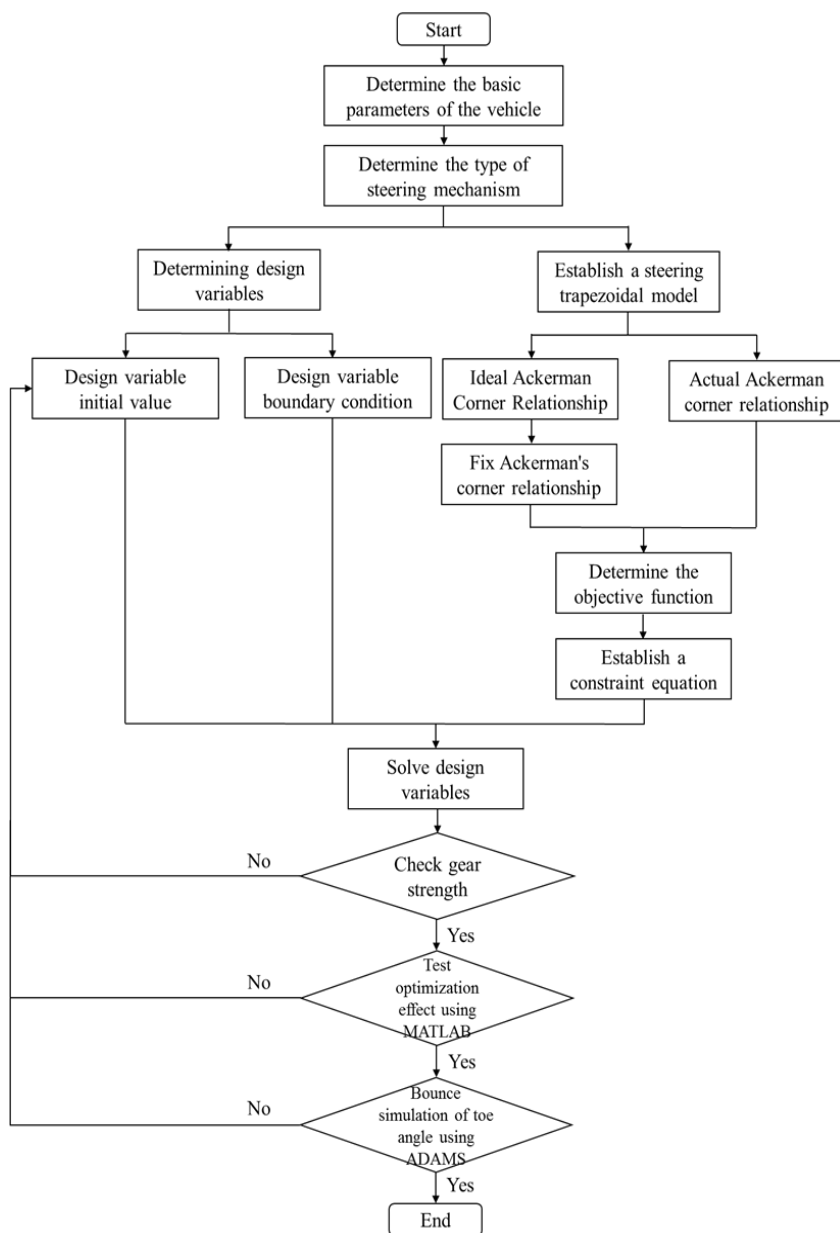 Start
Determine the basic
parameters of the vehicle
Determine the type of
steering mechanism
Determining design
variables
Establish a steering
trapezoidal model
Design variable
initial value
Design variable
boundary condition
Ideal Ackerman
Corner Relationship
Actual Ackerman
corner relationship
Fix Ackerman's
corner relationship
Determine the
objective function
Establish a
constraint equation
Solve design
variables
No
Check gear
strength
Yes
No
Test
optimization
effect using
MATLAB
Yes
No
Bounce
simulation of toe
angle using
ADAMS
Yes
End